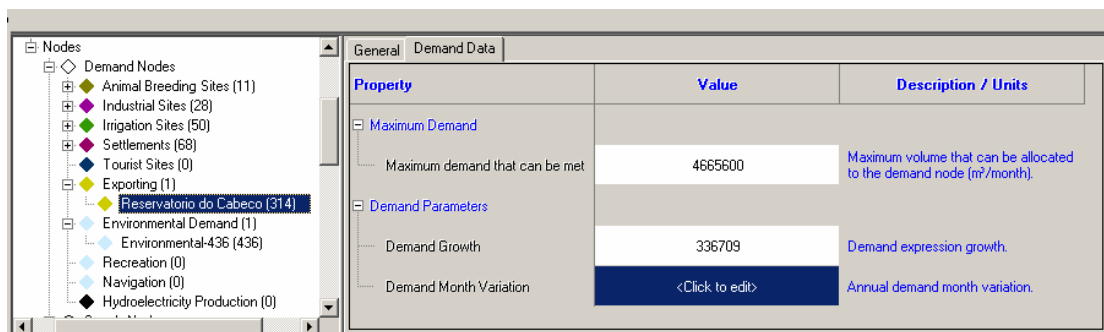 Nodes
Demand Nodes
Animal Breeding Sites (11)
Industrial Sites (28)
Irrigation Sites (50)
Settlements (68)
Tourist Sites (0)
Exporting (1)
Reservatorio do Cabeco (314)
Environmental Demand (1)
Environmental-436 (436)
Recreation (0)
Navigation (0)
Hydroelectricity Production (0)
General Demand Data
Property Value Description / Units
Maximum Demand
Maximum demand that can be met 4665600 Maximum volume that can be allocated
to the demand node (m³/month).
Demand Parameters
Demand Growth 336709 Demand expression growth.
Demand Month Variation <Click to edit> Annual demand month variation.